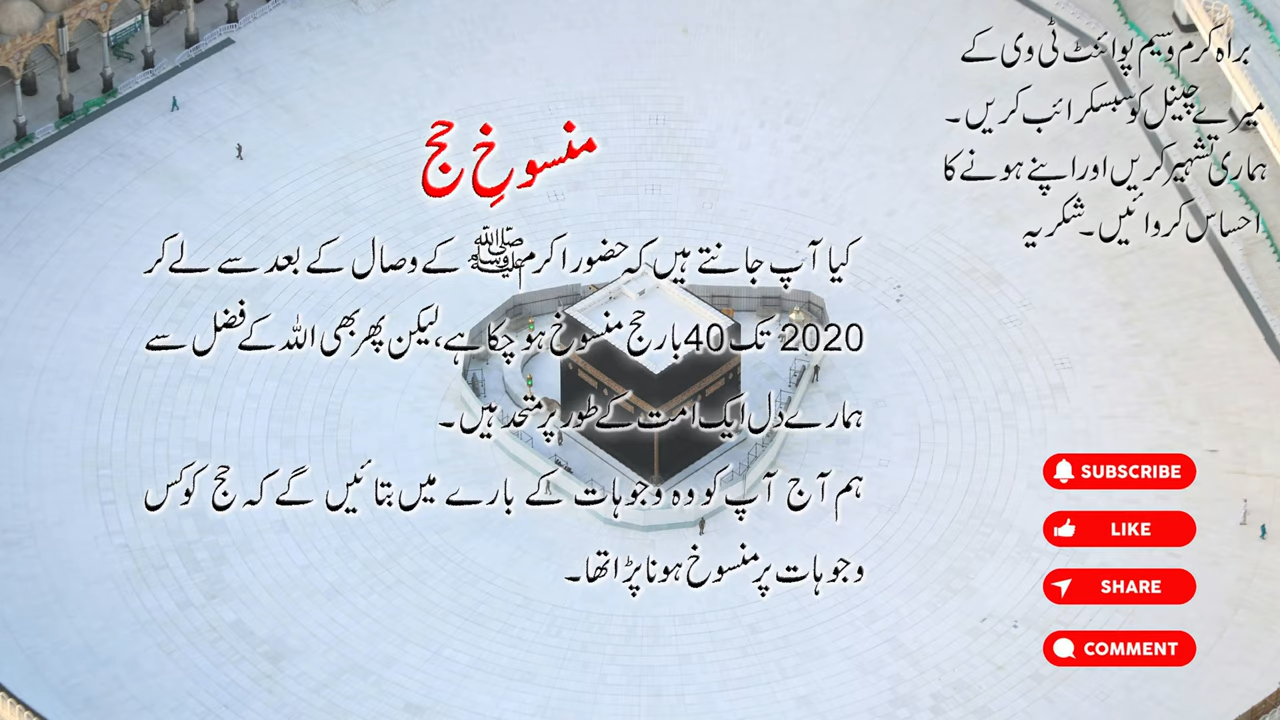 براہ کرم وسیم پوائنٹ ٹی وی کے
میرے چینل کو سبسکرائب کریں۔
ہماری تشہیر کریں اور اپنے ہونے کا
احساس کروائیں۔ شکریہ
منسوخِ حج
کیا آپ جانتے ہیں کہ حضور اکرم ﷺ کے وصال کے بعد سے لے کر
2020 تک 40 بار حج منسوخ ہو چکا ہے، لیکن پھر بھی اللہ کے فضل سے
ہمارے دل ایک امت کے طور پر متحد ہیں۔
ہم آج آپ کو وہ وجوہات کے بارے میں بتائیں گے کہ حج کو کس
وجوہات پر منسوخ ہونا پڑا تھا۔
SUBSCRIBE
LIKE
SHARE
COMMENT